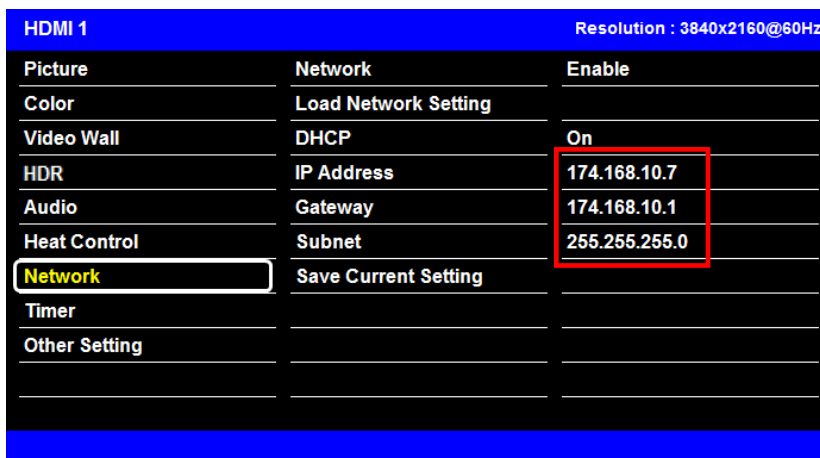 HDMI 1 Resolution : 3840x2160@60Hz
Picture Network Enable
Color Load Network Setting
Video Wall DHCP On
HDR IP Address 174.168.10.7
Audio Gateway 174.168.10.1
Heat Control Subnet 255.255.255.0
Network Save Current Setting
Timer
Other Setting